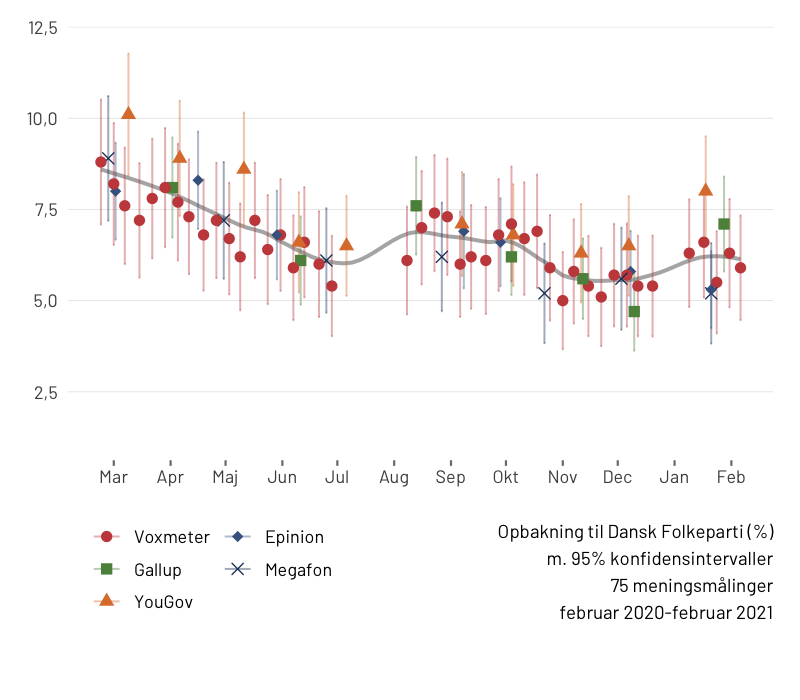 12,5
10,0
7,5
5,0
2,5
Mar Apr Maj Jun Jul Aug Sep Okt Nov Dec Jan Feb
Voxmeter Epinion
Gallup Megafon
YouGov
Opbakning til Dansk Folkeparti (%)
m. 95% konfidensintervaller
75 meningsmålinger
februar 2020-februar 2021